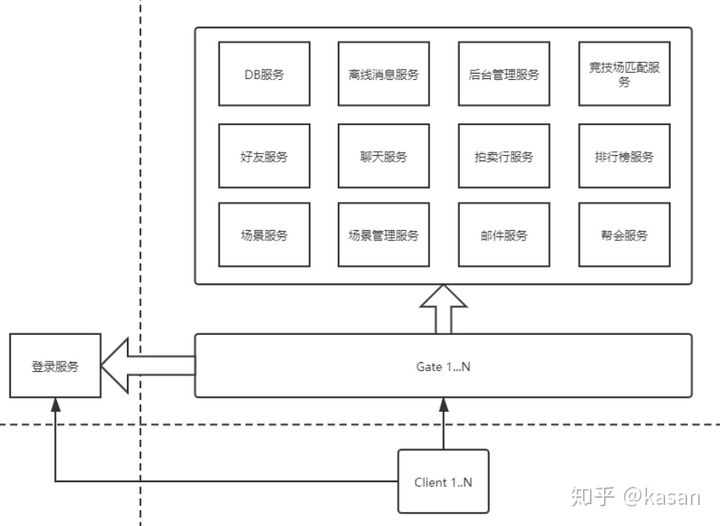 DB服务
离线消息服务
后台管理服务
竞技场匹配服
务
好友服务
聊天服务
拍卖行服务
排行榜服务
场景服务
场景管理服务
邮件服务
帮会服务
登录服务
Gate 1...N
Client 1..N
知乎 @kasan